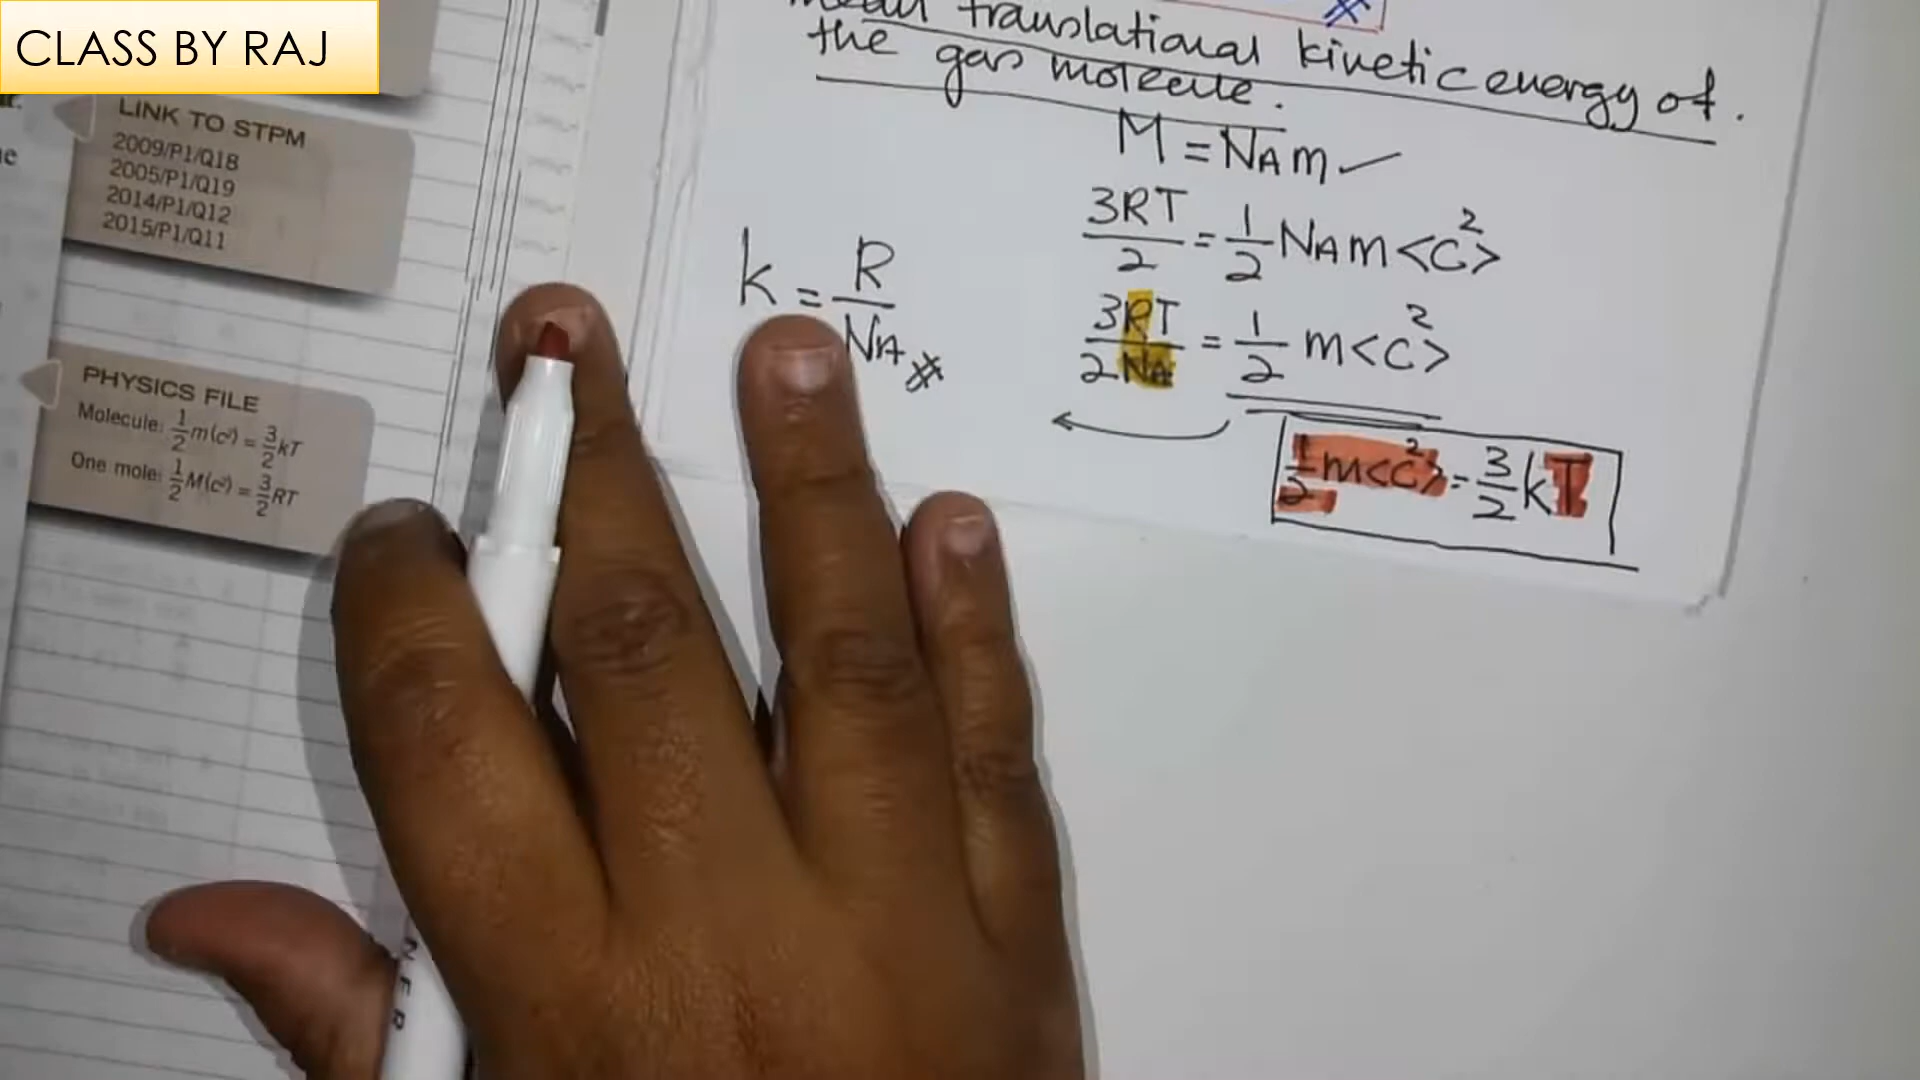 CLASS BY RAJ
LINK TO STPM
2009/P1/Q18
2005/P1/Q19
2014/P1/Q12
2015/P1/Q11
PHYSICS FILE
Molecule: 1/2 m⟨c²⟩ = 3/2 kT
One mole: 1/2 M⟨c²⟩ = 3/2 RT
mean translational kinetic energy of.
the gas molecule.
M = NAm ✓
3RT/2 = 1/2 NAm <C²>
k = R/NA #
3RT/2NA = 1/2 m<C²>
1/2 m<C²> = 3/2 kT
NER